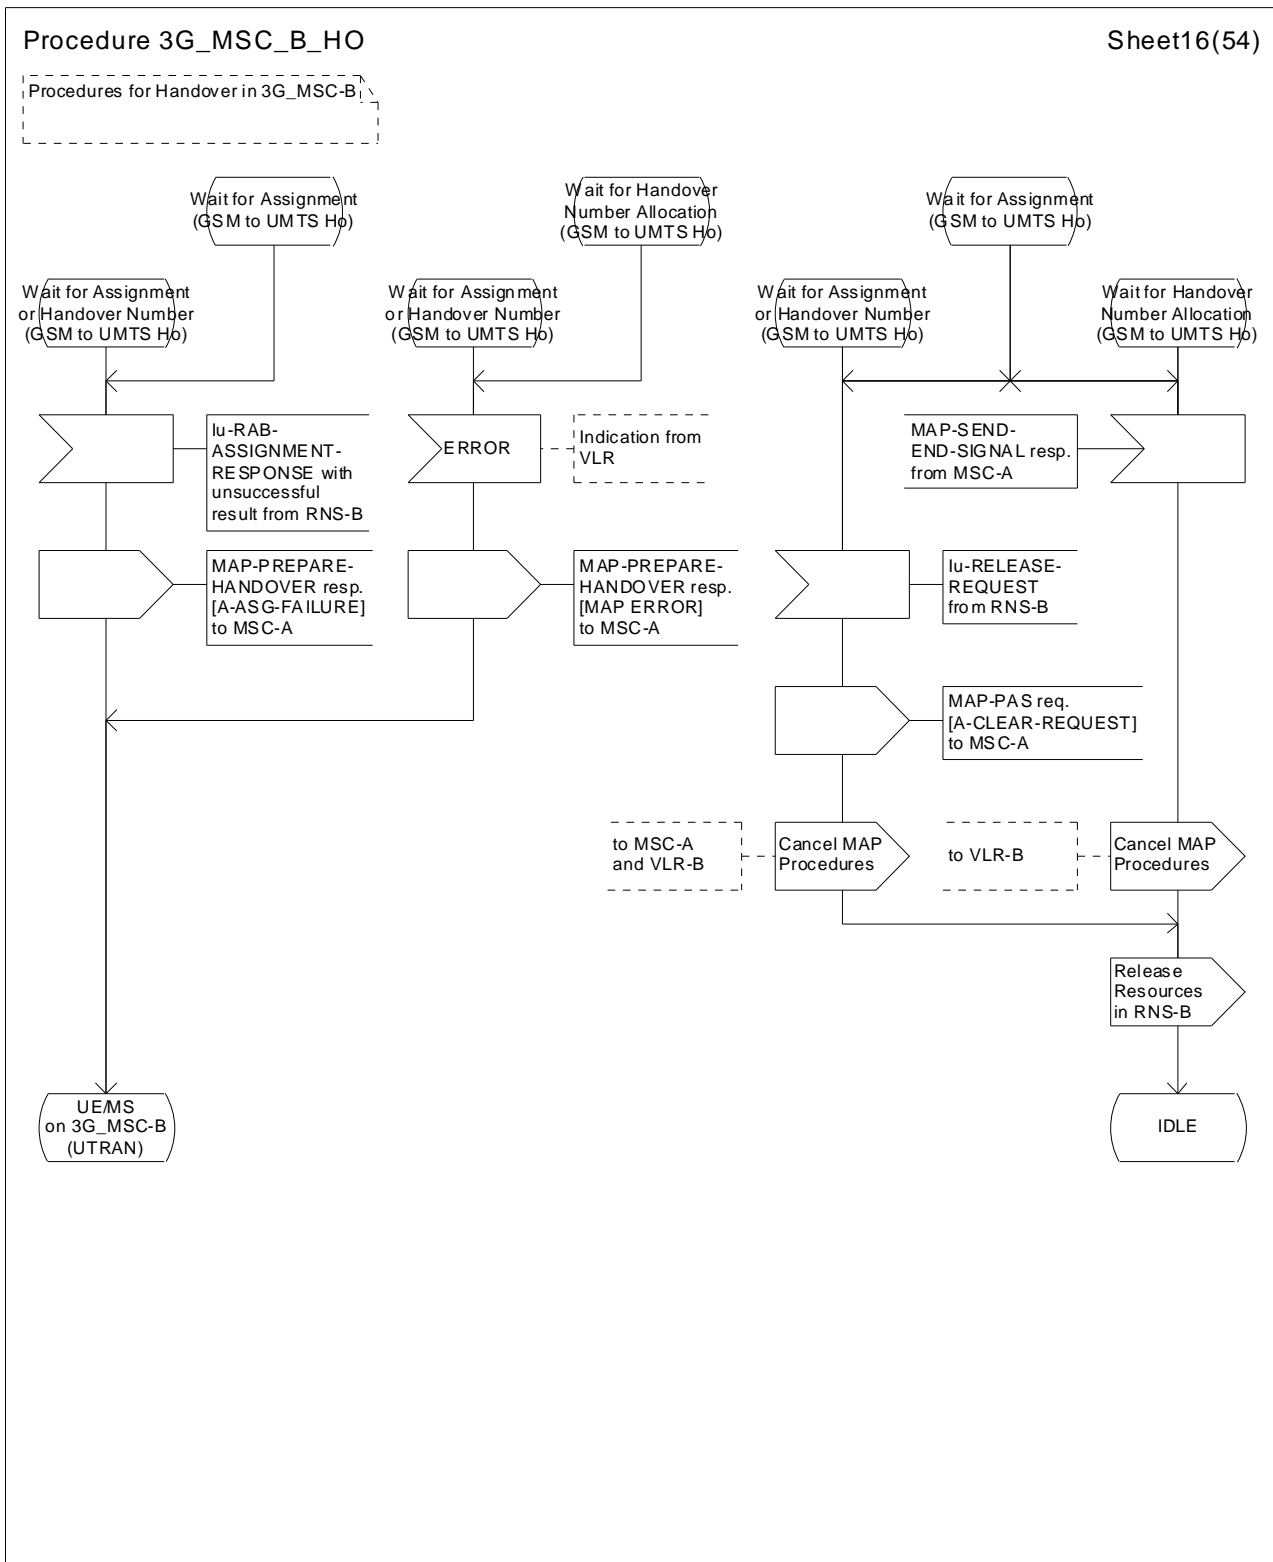 Procedure 3G_MSC_B_HO
Sheet16(54)
Procedures for Handover in 3G_MSC-B
Wait for Assignment
(GSM to UMTS Ho)
Wait for Handover
Number Allocation
(GSM to UMTS Ho)
Wait for Assignment
(GSM to UMTS Ho)
Wait for Assignment
or Handover Number
(GSM to UMTS Ho)
Wait for Assignment
or Handover Number
(GSM to UMTS Ho)
Wait for Assignment
or Handover Number
(GSM to UMTS Ho)
Wait for Handover
Number Allocation
(GSM to UMTS Ho)
Iu-RAB-
ASSIGNMENT-
RESPONSE with
unsuccessful
result from RNS-B
ERROR
Indication from
VLR
MAP-SEND-
END-SIGNAL resp.
from MSC-A
MAP-PREPARE-
HANDOVER resp.
[A-ASG-FAILURE]
to MSC-A
MAP-PREPARE-
HANDOVER resp.
[MAP ERROR]
to MSC-A
Iu-RELEASE-
REQUEST
from RNS-B
MAP-PAS req.
[A-CLEAR-REQUEST]
to MSC-A
to MSC-A
and VLR-B
Cancel MAP
Procedures
to VLR-B
Cancel MAP
Procedures
Release
Resources
in RNS-B
UE/MS
on 3G_MSC-B
(UTRAN)
IDLE